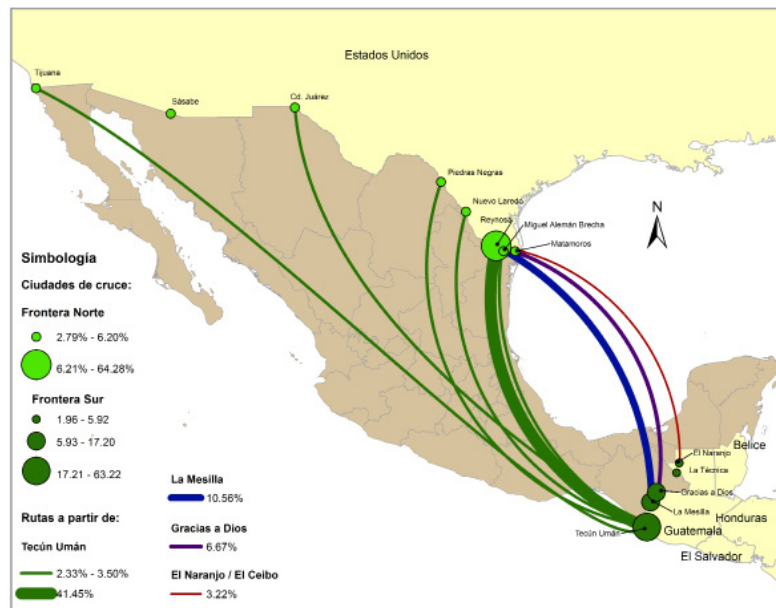 Estados Unidos
Tijuana
Sásabe
Cd. Juárez
Piedras Negras
Nuevo Laredo
Reynosa
Miguel Alemán Brecha
Matamoros
N
Simbología
Ciudades de cruce:
Frontera Norte
2.79% - 6.20%
6.21% - 64.28%
Frontera Sur
1.96 - 5.92
5.93 - 17.20
17.21 - 63.22
Rutas a partir de:
Tecún Umán
2.33% - 3.50%
41.45%
La Mesilla
10.56%
Gracias a Dios
6.67%
El Naranjo / El Ceibo
3.22%
Belice
El Naranjo
La Técnica
Gracias a Dios
La Mesilla
Honduras
Tecún Umán
Guatemala
El Salvador